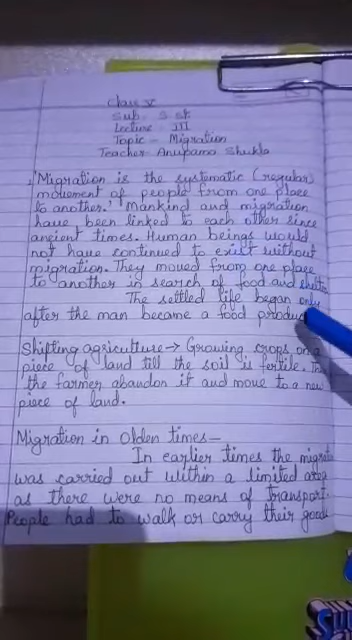 Class V
Sub. S St
Lecture III
Topic - Migration
Teacher- Anupama Shukla
"Migration is the systematic (regular)
movement of people from one place
to another." Mankind and migration
have been linked to each other since
ancient times. Human beings would
not have continued to exist without
migration. They moved from one place
to another in search of food and shelter
The settled life began only
after the man became a food produ
Shifting agriculture → Growing crops on a
piece of land till the soil is fertile.
the farmer abandon it and move to a new
piece of land.
Migration in Olden times—
In earlier times the migrat
was carried out within a limited area
as there were no means of transport.
People had to walk or carry their goods